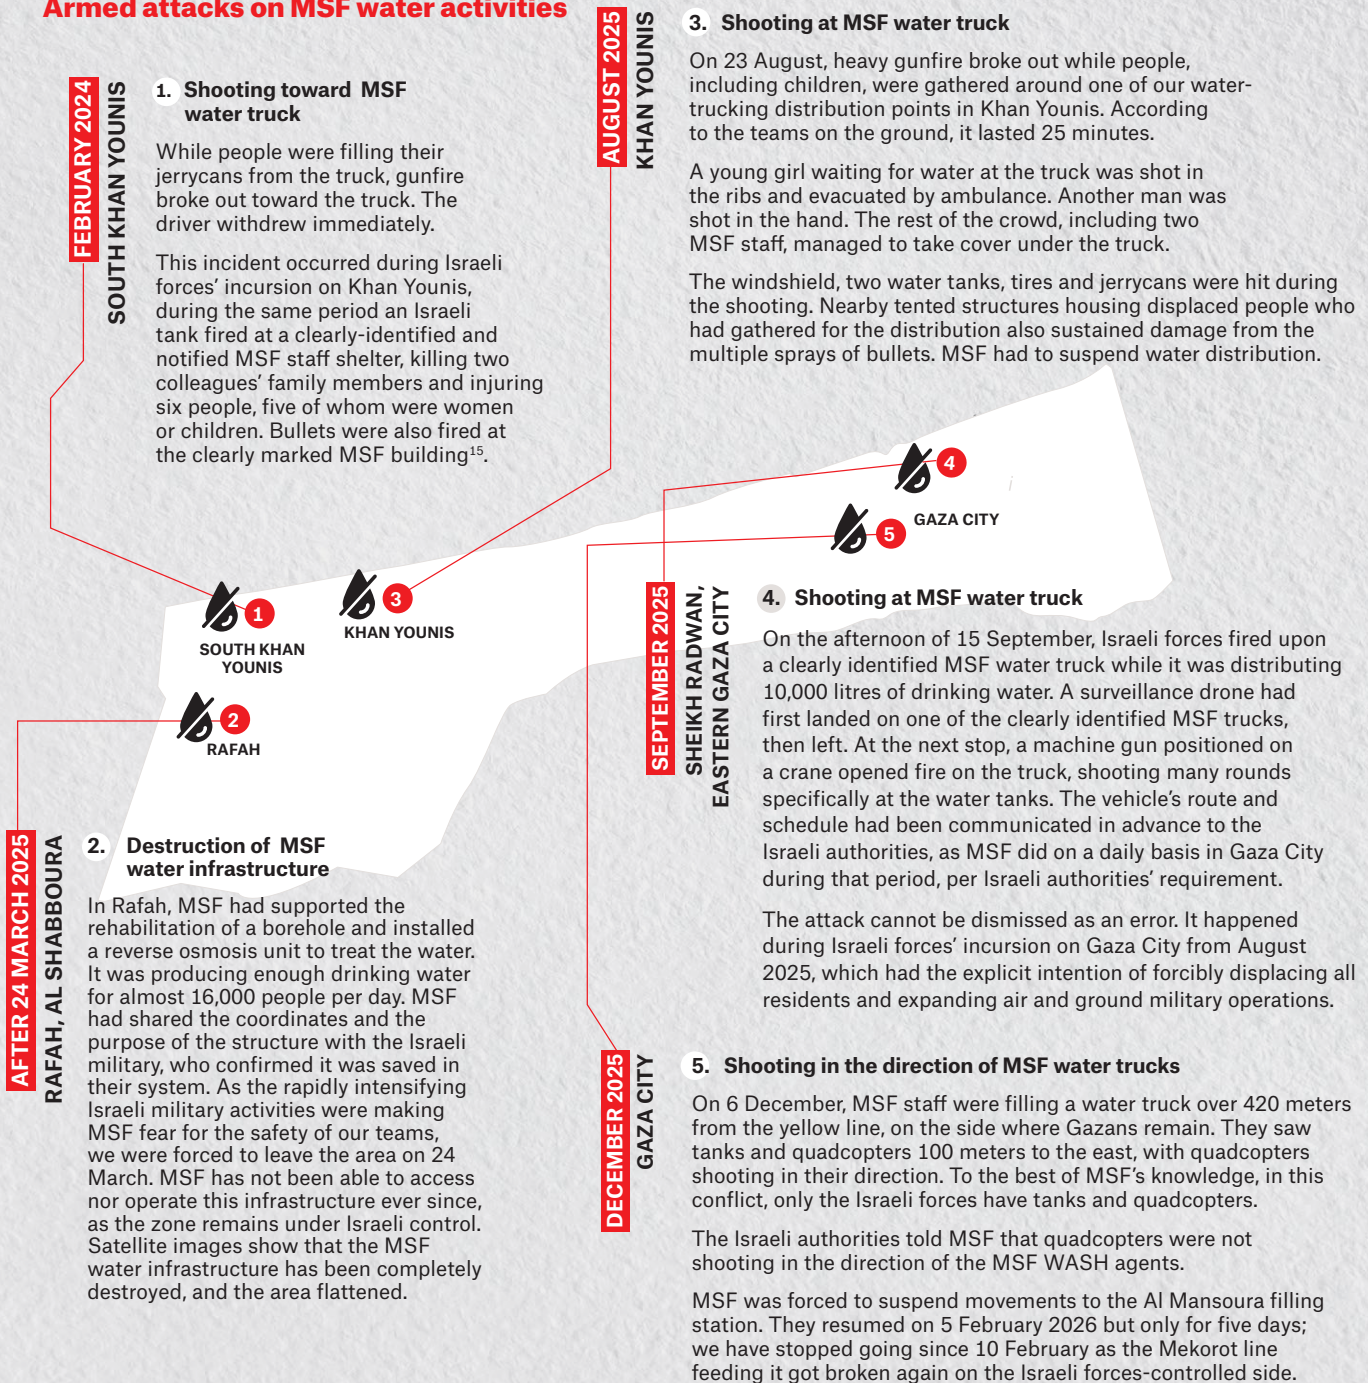 Armed attacks on MSF water activities
FEBRUARY 2024
SOUTH KHAN YOUNIS
1. Shooting toward MSF
water truck
While people were filling their
jerrycans from the truck, gunfire
broke out toward the truck. The
driver withdrew immediately.
This incident occurred during Israeli
forces’ incursion on Khan Younis,
during the same period an Israeli
tank fired at a clearly-identified and
notified MSF staff shelter, killing two
colleagues’ family members and injuring
six people, five of whom were women
or children. Bullets were also fired at
the clearly marked MSF building15.
AUGUST 2025
KHAN YOUNIS
3. Shooting at MSF water truck
On 23 August, heavy gunfire broke out while people,
including children, were gathered around one of our water-
trucking distribution points in Khan Younis. According
to the teams on the ground, it lasted 25 minutes.
A young girl waiting for water at the truck was shot in
the ribs and evacuated by ambulance. Another man was
shot in the hand. The rest of the crowd, including two
MSF staff, managed to take cover under the truck.
The windshield, two water tanks, tires and jerrycans were hit during
the shooting. Nearby tented structures housing displaced people who
had gathered for the distribution also sustained damage from the
multiple sprays of bullets. MSF had to suspend water distribution.
4
GAZA CITY
5
1
SOUTH KHAN
YOUNIS
3
KHAN YOUNIS
2
RAFAH
AFTER 24 MARCH 2025
RAFAH, AL SHABBOURA
2. Destruction of MSF
water infrastructure
In Rafah, MSF had supported the
rehabilitation of a borehole and installed
a reverse osmosis unit to treat the water.
It was producing enough drinking water
for almost 16,000 people per day. MSF
had shared the coordinates and the
purpose of the structure with the Israeli
military, who confirmed it was saved in
their system. As the rapidly intensifying
Israeli military activities were making
MSF fear for the safety of our teams,
we were forced to leave the area on 24
March. MSF has not been able to access
nor operate this infrastructure ever since,
as the zone remains under Israeli control.
Satellite images show that the MSF
water infrastructure has been completely
destroyed, and the area flattened.
SEPTEMBER 2025
SHEIKH RADWAN,
EASTERN GAZA CITY
4. Shooting at MSF water truck
On the afternoon of 15 September, Israeli forces fired upon
a clearly identified MSF water truck while it was distributing
10,000 litres of drinking water. A surveillance drone had
first landed on one of the clearly identified MSF trucks,
then left. At the next stop, a machine gun positioned on
a crane opened fire on the truck, shooting many rounds
specifically at the water tanks. The vehicle’s route and
schedule had been communicated in advance to the
Israeli authorities, as MSF did on a daily basis in Gaza City
during that period, per Israeli authorities’ requirement.
The attack cannot be dismissed as an error. It happened
during Israeli forces’ incursion on Gaza City from August
2025, which had the explicit intention of forcibly displacing all
residents and expanding air and ground military operations.
DECEMBER 2025
GAZA CITY
5. Shooting in the direction of MSF water trucks
On 6 December, MSF staff were filling a water truck over 420 meters
from the yellow line, on the side where Gazans remain. They saw
tanks and quadcopters 100 meters to the east, with quadcopters
shooting in their direction. To the best of MSF’s knowledge, in this
conflict, only the Israeli forces have tanks and quadcopters.
The Israeli authorities told MSF that quadcopters were not
shooting in the direction of the MSF WASH agents.
MSF was forced to suspend movements to the Al Mansoura filling
station. They resumed on 5 February 2026 but only for five days;
we have stopped going since 10 February as the Mekorot line
feeding it got broken again on the Israeli forces-controlled side.